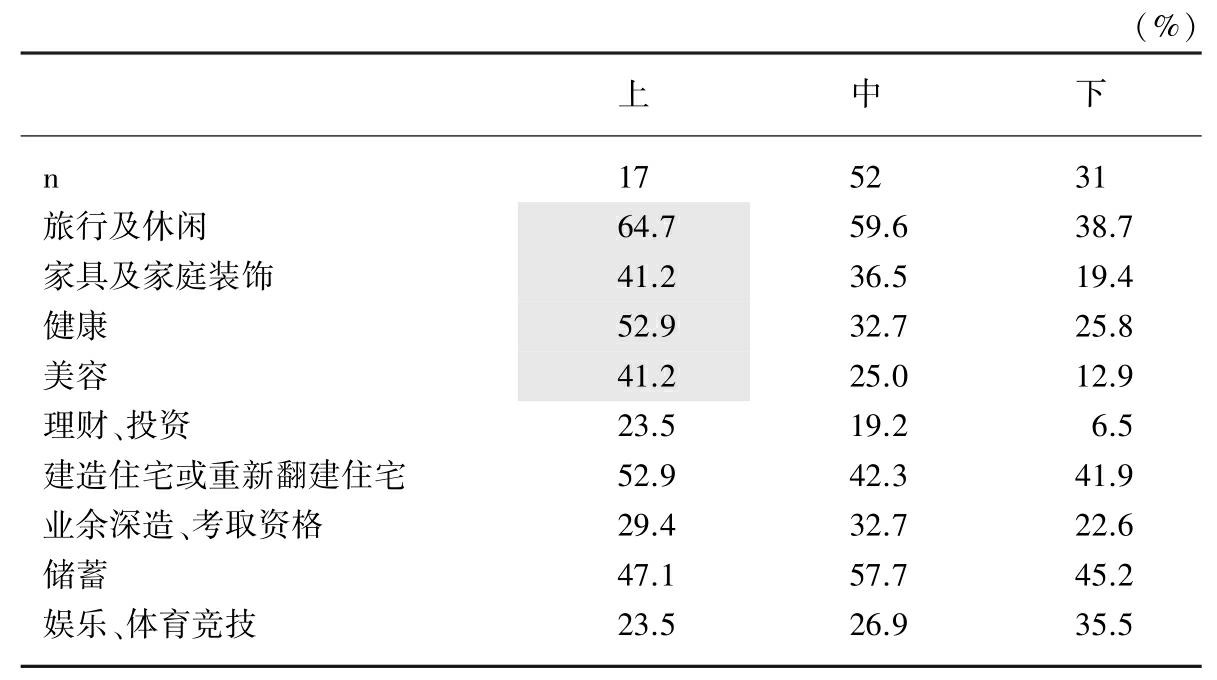 (%)
上 中 下
n 17 52 31
旅行及休闲 64.7 59.6 38.7
家具及家庭装饰 41.2 36.5 19.4
健康 52.9 32.7 25.8
美容 41.2 25.0 12.9
理财、投资 23.5 19.2 6.5
建造住宅或重新翻建住宅 52.9 42.3 41.9
业余深造、考取资格 29.4 32.7 22.6
储蓄 47.1 57.7 45.2
娱乐、体育竞技 23.5 26.9 35.5